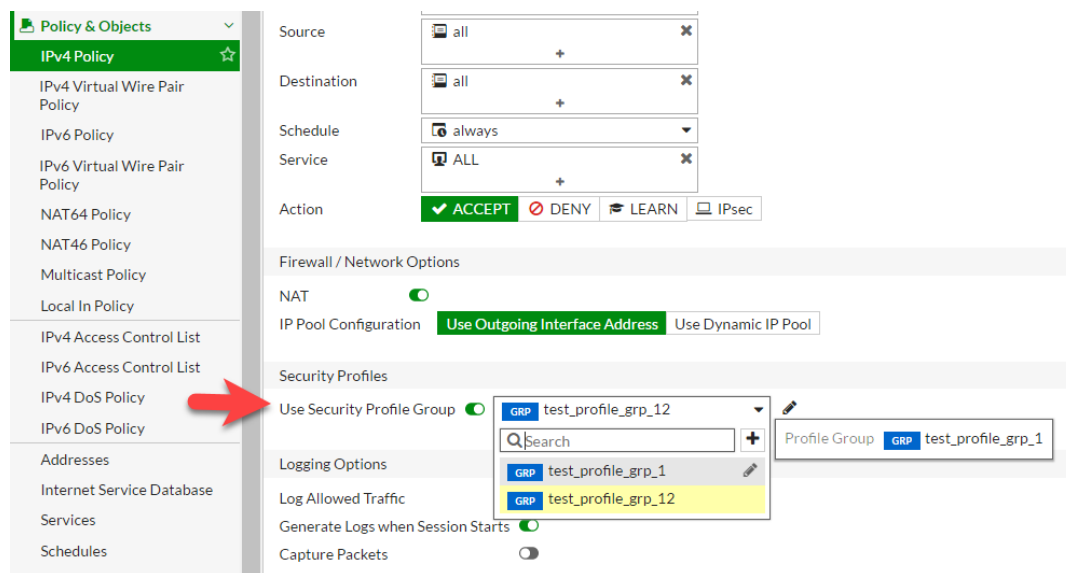 Policy & Objects
IPv4 Policy
IPv4 Virtual Wire Pair
Policy
IPv6 Policy
IPv6 Virtual Wire Pair
Policy
NAT64 Policy
NAT46 Policy
Multicast Policy
Local In Policy
IPv4 Access Control List
IPv6 Access Control List
IPv4 DoS Policy
IPv6 DoS Policy
Addresses
Internet Service Database
Services
Schedules
Source all
+
Destination all
+
Schedule always
Service ALL
+
Action ACCEPT DENY LEARN IPsec
Firewall / Network Options
NAT
IP Pool Configuration Use Outgoing Interface Address Use Dynamic IP Pool
Security Profiles
Use Security Profile Group GRP test_profile_grp_12
Search +
Profile Group GRP test_profile_grp_1
GRP test_profile_grp_1
GRP test_profile_grp_12
Logging Options
Log Allowed Traffic
Generate Logs when Session Starts
Capture Packets